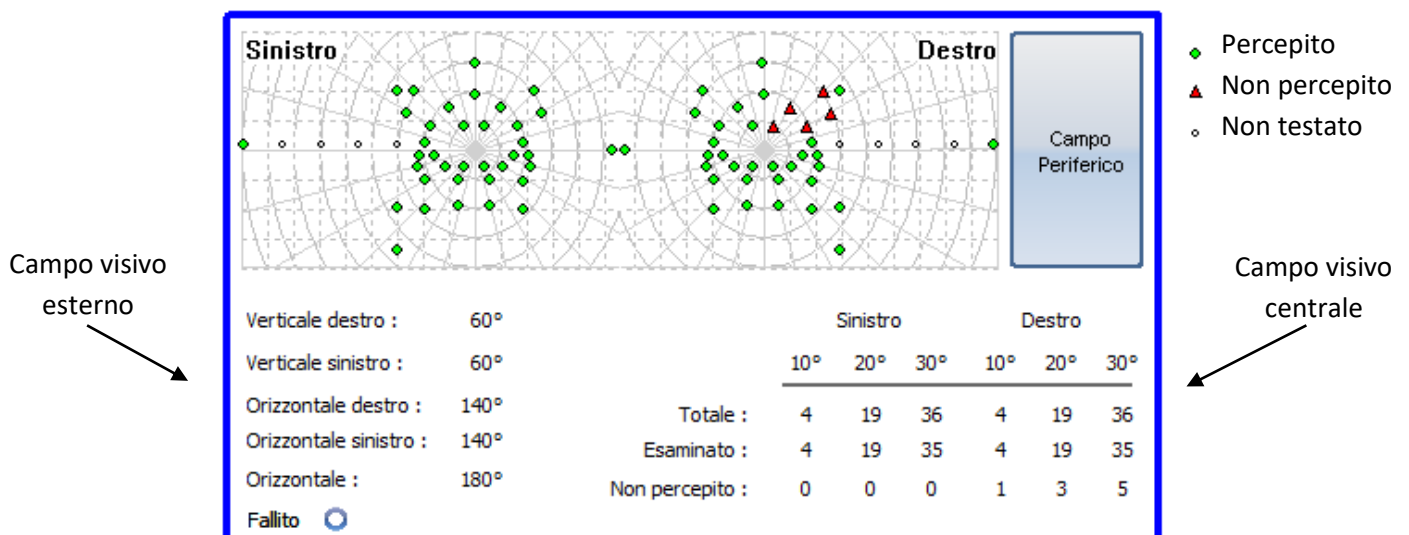 Sinistro
Destro
Campo
Periferico
Percepito
Non percepito
Non testato
Campo visivo
esterno
Campo visivo
centrale
Verticale destro : 60°
Verticale sinistro : 60°
Orizzontale destro : 140°
Orizzontale sinistro : 140°
Orizzontale : 180°
Fallito
Sinistro Destro
10° 20° 30° 10° 20° 30°
Totale : 4 19 36 4 19 36
Esaminato : 4 19 35 4 19 35
Non percepito : 0 0 0 1 3 5